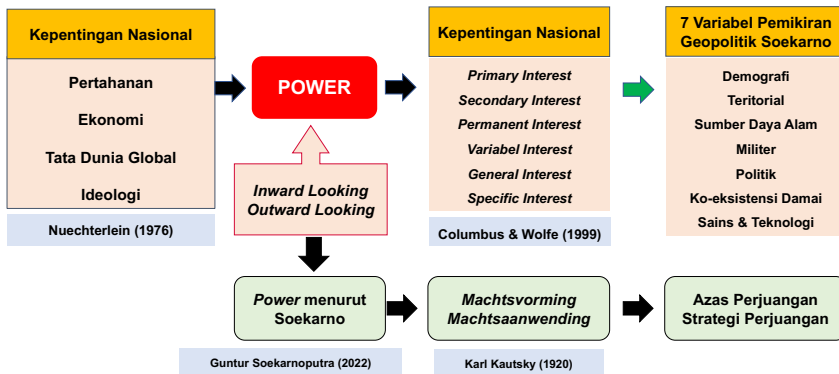 Kepentingan Nasional
Pertahanan
Ekonomi
Tata Dunia Global
Ideologi
Nuechterlein (1976)
POWER
Inward Looking
Outward Looking
Kepentingan Nasional
Primary Interest
Secondary Interest
Permanent Interest
Variabel Interest
General Interest
Specific Interest
Columbus & Wolfe (1999)
7 Variabel Pemikiran
Geopolitik Soekarno
Demografi
Teritorial
Sumber Daya Alam
Militer
Politik
Ko-eksistensi Damai
Sains & Teknologi
Power menurut
Soekarno
Guntur Soekarnoputra (2022)
Machtsvorming
Machtsaanwending
Karl Kautsky (1920)
Azas Perjuangan
Strategi Perjuangan